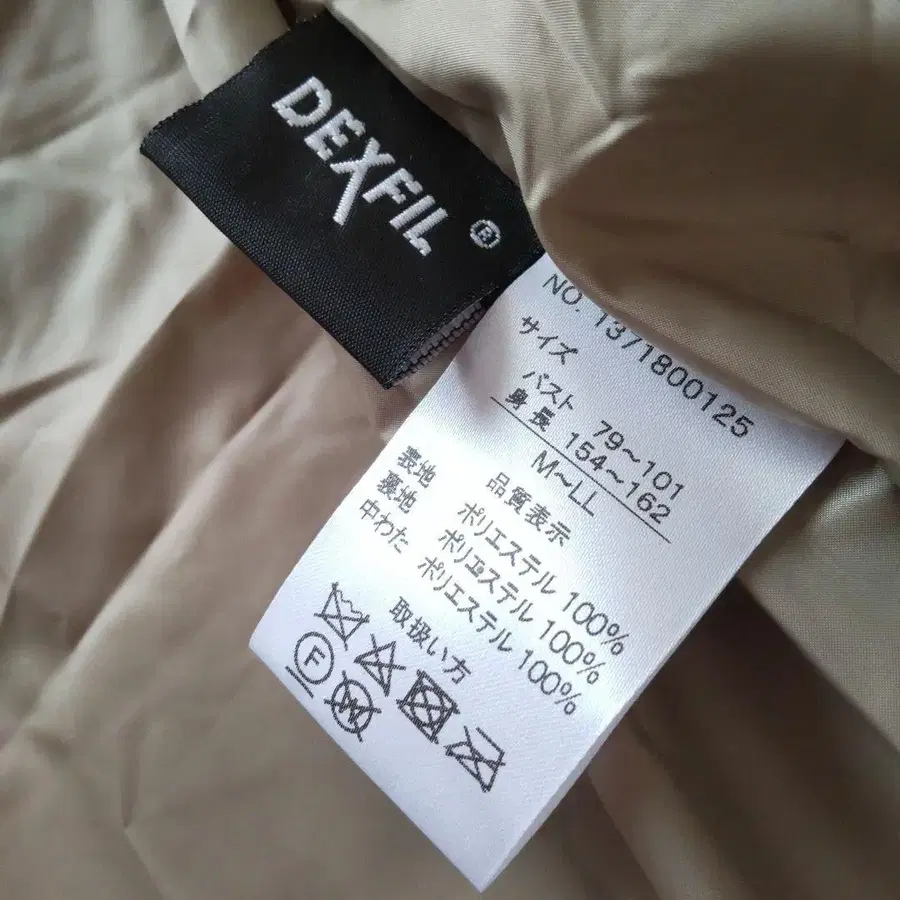 DEXFIL
®
NO. 1371800125
サイズ
バスト 79～101
身長 154～162
M～LL
品質表示
表地 ポリエステル 100%
裏地 ポリエステル 100%
中わた ポリエステル 100%
取扱い方
F
W